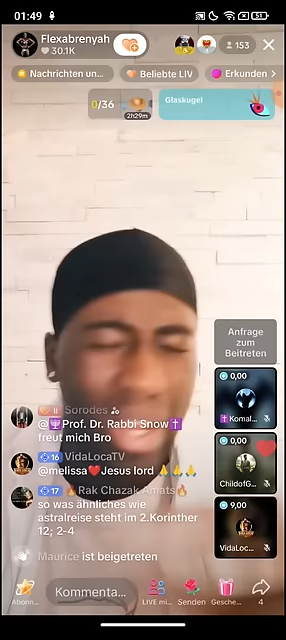 01:49
51
Flexabrenyah
30.1K
153
Nachrichten un...
Beliebte LIV
Erkunden
0/36
2h29m
Glaskugel
Anfrage
zum
Beitreten
0,00
✝️Komal...
0,00
ChildofG...
9,00
VidaLoc...
II Sorodes
@🕎Prof. Dr. Rabbi Snow✝️
freut mich Bro
16 VidaLocaTV
@melissa❤️Jesus lord 🙏🙏🙏
17 🔥Rak Chazak Amats🔥
so was ähnliches wie
astralreise steht im 2.Korinther
12; 2-4
Maurice ist beigetreten
Abonn...
Kommenta...
LIVE mi...
Senden
Gesche...
4